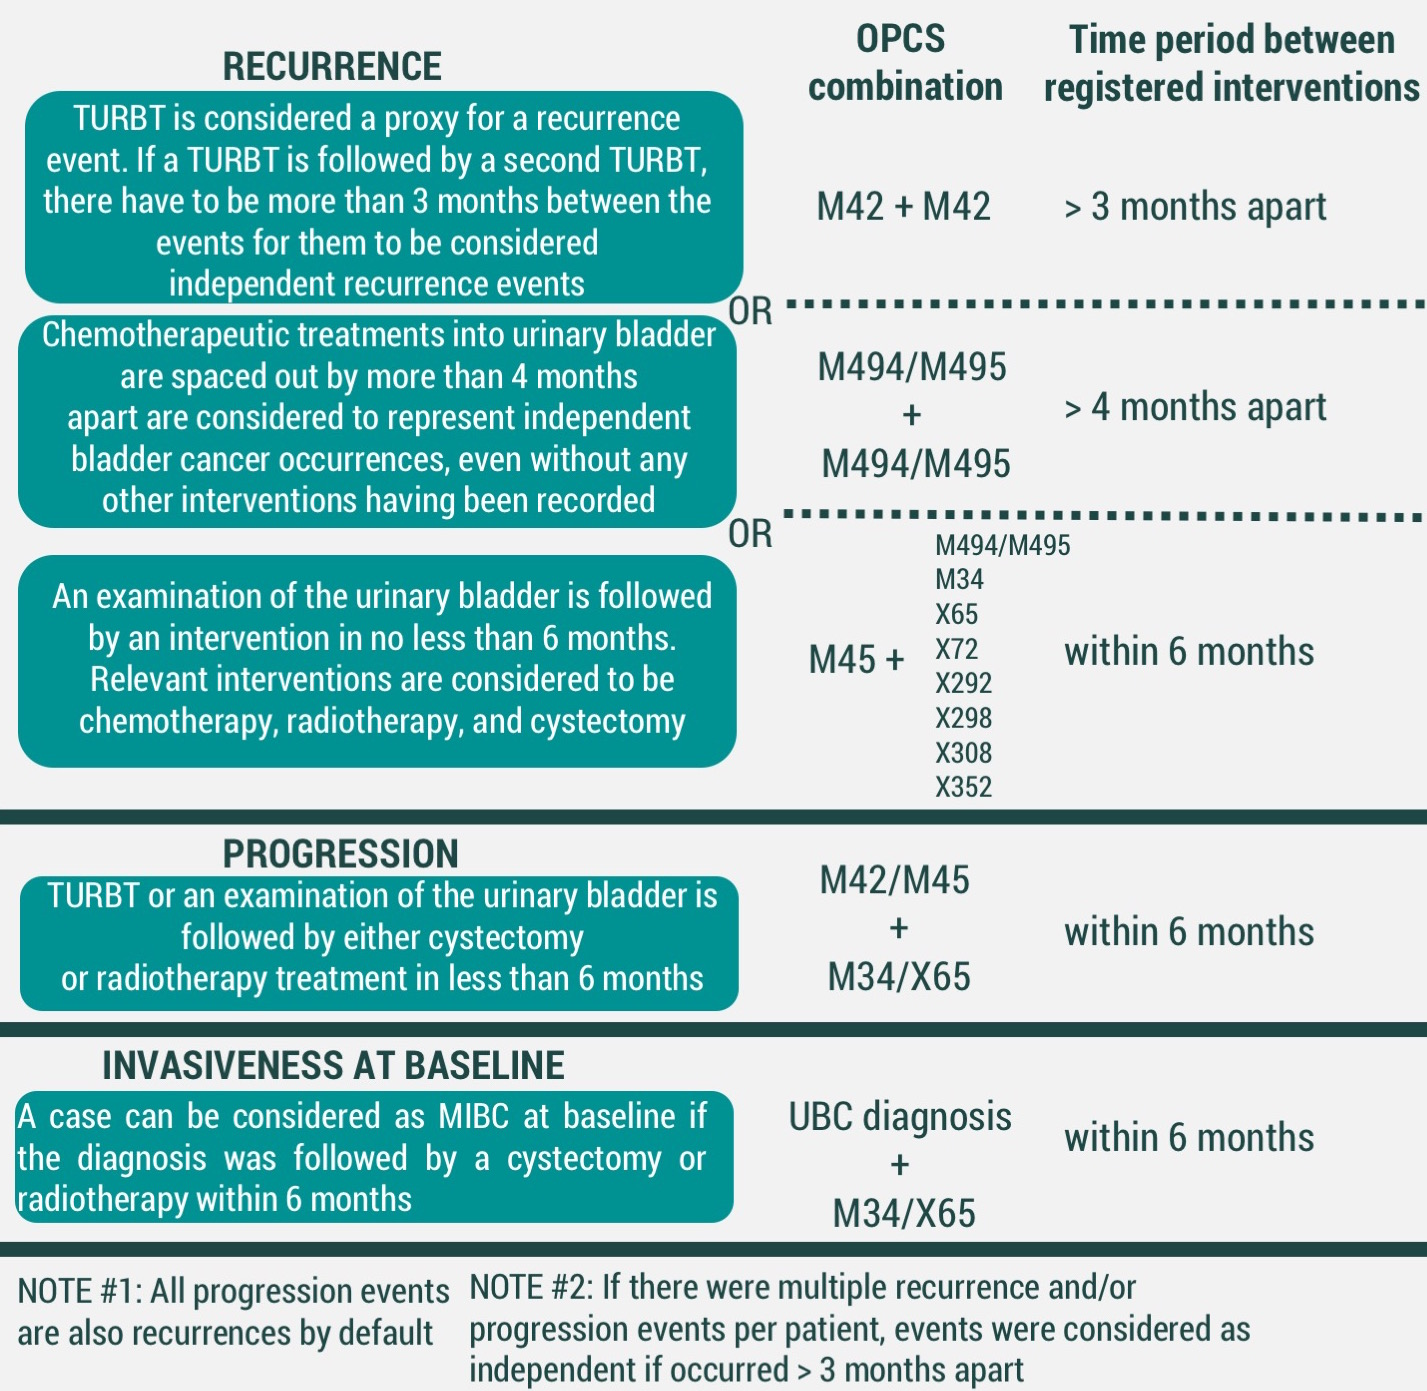 RECURRENCE
OPCS
combination
Time period between
registered interventions
TURBT is considered a proxy for a recurrence
event. If a TURBT is followed by a second TURBT,
there have to be more than 3 months between the
events for them to be considered
independent recurrence events
M42 + M42
> 3 months apart
OR
Chemotherapeutic treatments into urinary bladder
are spaced out by more than 4 months
apart are considered to represent independent
bladder cancer occurrences, even without any
other interventions having been recorded
M494/M495
+
M494/M495
> 4 months apart
OR
An examination of the urinary bladder is followed
by an intervention in no less than 6 months.
Relevant interventions are considered to be
chemotherapy, radiotherapy, and cystectomy
M45 +
M494/M495
M34
X65
X72
X292
X298
X308
X352
within 6 months
PROGRESSION
TURBT or an examination of the urinary bladder is
followed by either cystectomy
or radiotherapy treatment in less than 6 months
M42/M45
+
M34/X65
within 6 months
INVASIVENESS AT BASELINE
A case can be considered as MIBC at baseline if
the diagnosis was followed by a cystectomy or
radiotherapy within 6 months
UBC diagnosis
+
M34/X65
within 6 months
NOTE #1: All progression events
are also recurrences by default
NOTE #2: If there were multiple recurrence and/or
progression events per patient, events were considered as
independent if occurred > 3 months apart